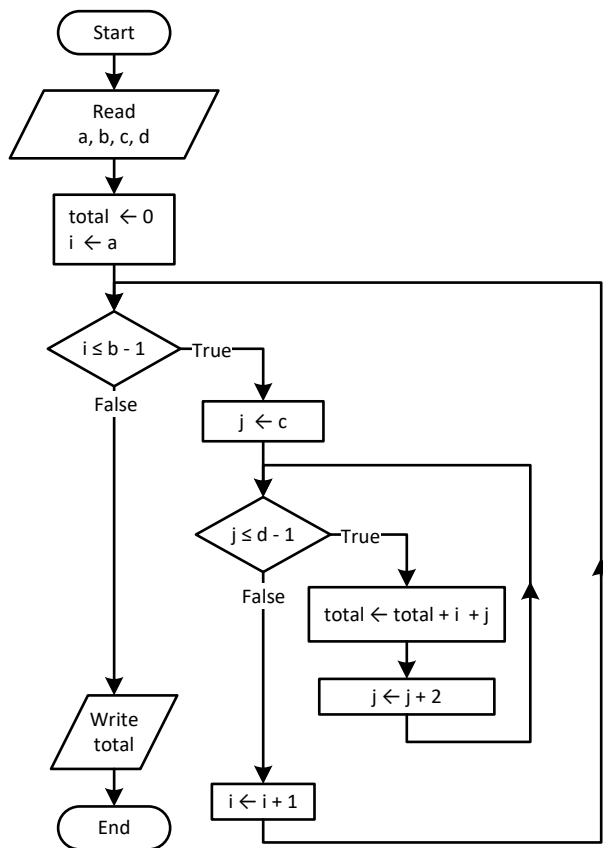 Start
Read
a, b, c, d
total ← 0
i ← a
i ≤ b - 1
True
False
j ← c
j ≤ d - 1
True
False
total ← total + i + j
j ← j + 2
Write
total
i ← i + 1
End